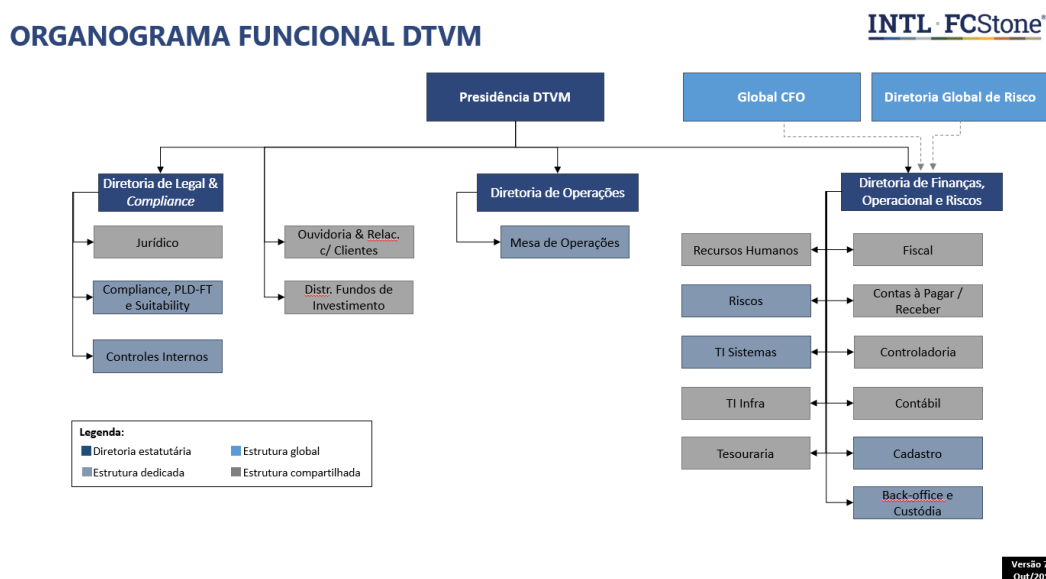 ORGANOGRAMA FUNCIONAL DTVM
INTL FCStone®
Presidência DTVM
Global CFO
Diretoria Global de Risco
Diretoria de Legal &
Compliance
Diretoria de Operações
Diretoria de Finanças,
Operacional e Riscos
Jurídico
Compliance, PLD-FT
e Suitability
Controles Internos
Ouvidoria & Relac.
c/ Clientes
Distr. Fundos de
Investimento
Mesa de Operações
Recursos Humanos
Fiscal
Riscos
Contas à Pagar /
Receber
TI Sistemas
Controladoria
TI Infra
Contábil
Tesouraria
Cadastro
Back-office e
Custódia
Legenda:
Diretoria estatutária
Estrutura global
Estrutura dedicada
Estrutura compartilhada
Versão